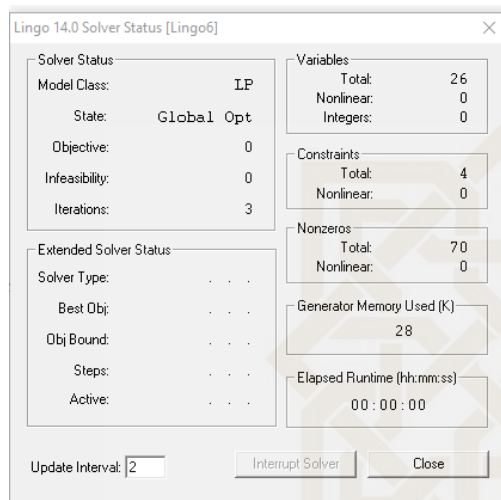 Lingo 14.0 Solver Status [Lingo6]
Solver Status
Model Class: LP
State: Global Opt
Objective: 0
Infeasibility: 0
Iterations: 3
Extended Solver Status
Solver Type: . . .
Best Obj: . . .
Obj Bound: . . .
Steps: . . .
Active: . . .
Variables
Total: 26
Nonlinear: 0
Integers: 0
Constraints
Total: 4
Nonlinear: 0
Nonzeros
Total: 70
Nonlinear: 0
Generator Memory Used (K)
28
Elapsed Runtime (hh:mm:ss)
00:00:00
Update Interval: 2
Interrupt Solver
Close